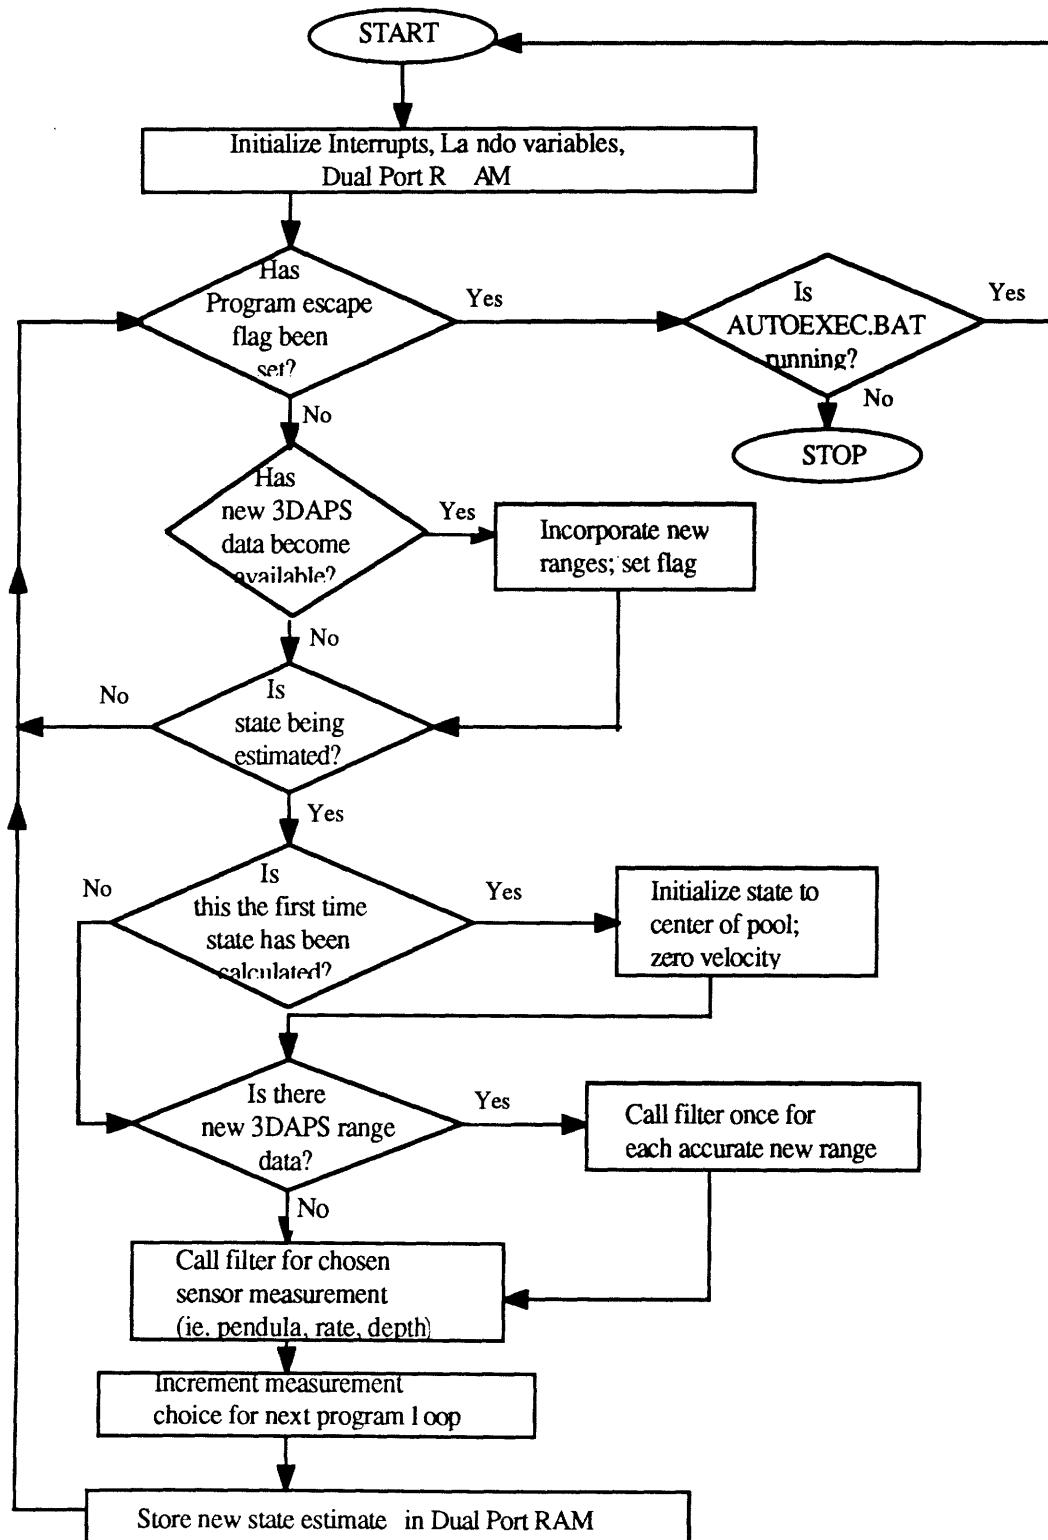 START
Initialize Interrupts, La ndo variables,
Dual Port R AM
Has
Program escape
flag been
set?
Yes
Is
AUTOEXEC.BAT
running?
Yes
No
No
STOP
Has
new 3DAPS
data become
available?
Yes
Incorporate new
ranges; set flag
No
No
Is
state being
estimated?
Yes
No
Is
this the first time
state has been
calculated?
Yes
Initialize state to
center of pool;
zero velocity
Is there
new 3DAPS range
data?
Yes
Call filter once for
each accurate new range
No
Call filter for chosen
sensor measurement
(ie. pendula, rate, depth)
Increment measurement
choice for next program l oop
Store new state estimate in Dual Port RAM